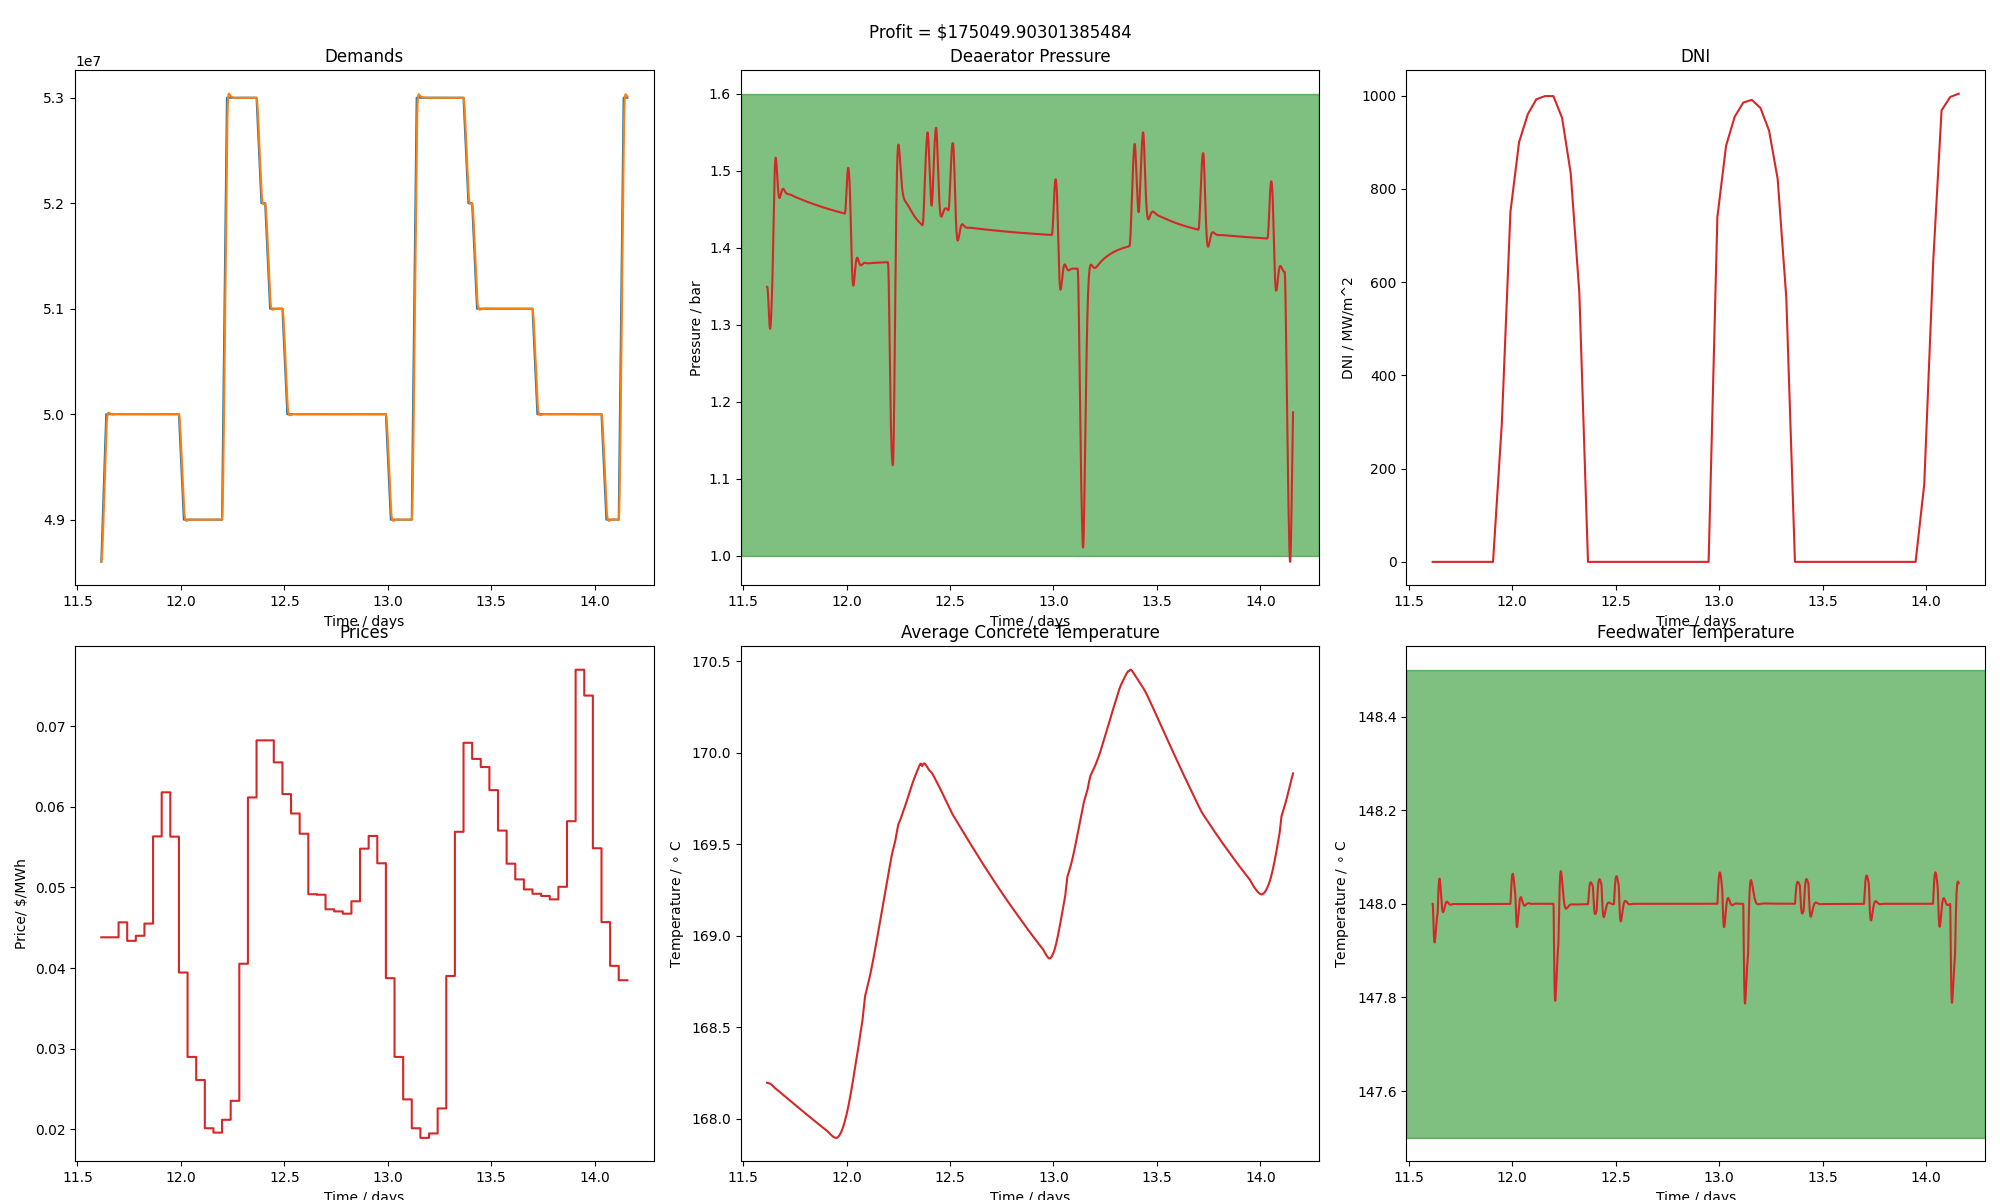 Profit = $175049.90301385484
Demands
1e7
5.3
5.2
5.1
5.0
4.9
11.5 12.0 12.5 13.0 13.5 14.0
Time / days
Deaerator Pressure
Pressure / bar
1.6
1.5
1.4
1.3
1.2
1.1
1.0
11.5 12.0 12.5 13.0 13.5 14.0
Time / days
DNI
DNI / MW/m^2
1000
800
600
400
200
0
11.5 12.0 12.5 13.0 13.5 14.0
Time / days
Prices
Price/ $/MWh
0.07
0.06
0.05
0.04
0.03
0.02
11.5 12.0 12.5 13.0 13.5 14.0
Time / days
Average Concrete Temperature
Temperature / ∘ C
170.5
170.0
169.5
169.0
168.5
168.0
11.5 12.0 12.5 13.0 13.5 14.0
Time / days
Feedwater Temperature
Temperature / ∘ C
148.4
148.2
148.0
147.8
147.6
11.5 12.0 12.5 13.0 13.5 14.0
Time / days